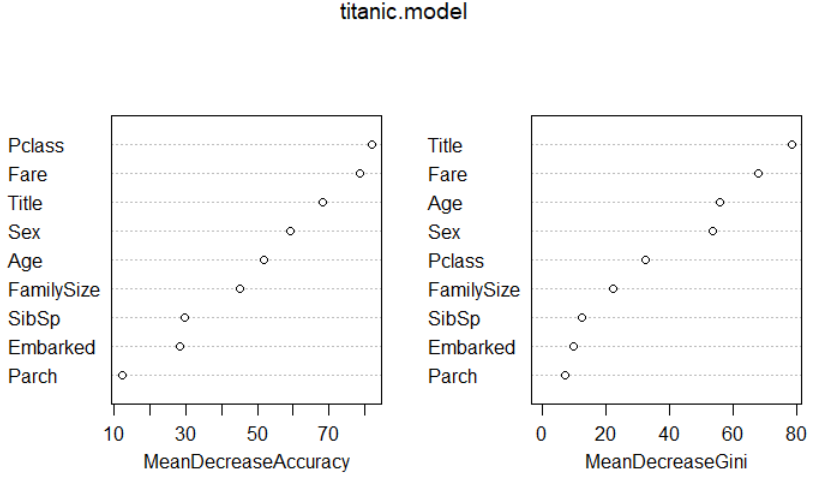 titanic.model
Pclass
Fare
Title
Sex
Age
FamilySize
SibSp
Embarked
Parch
10 30 50 70
MeanDecreaseAccuracy
Title
Fare
Age
Sex
Pclass
FamilySize
SibSp
Embarked
Parch
0 20 40 60 80
MeanDecreaseGini